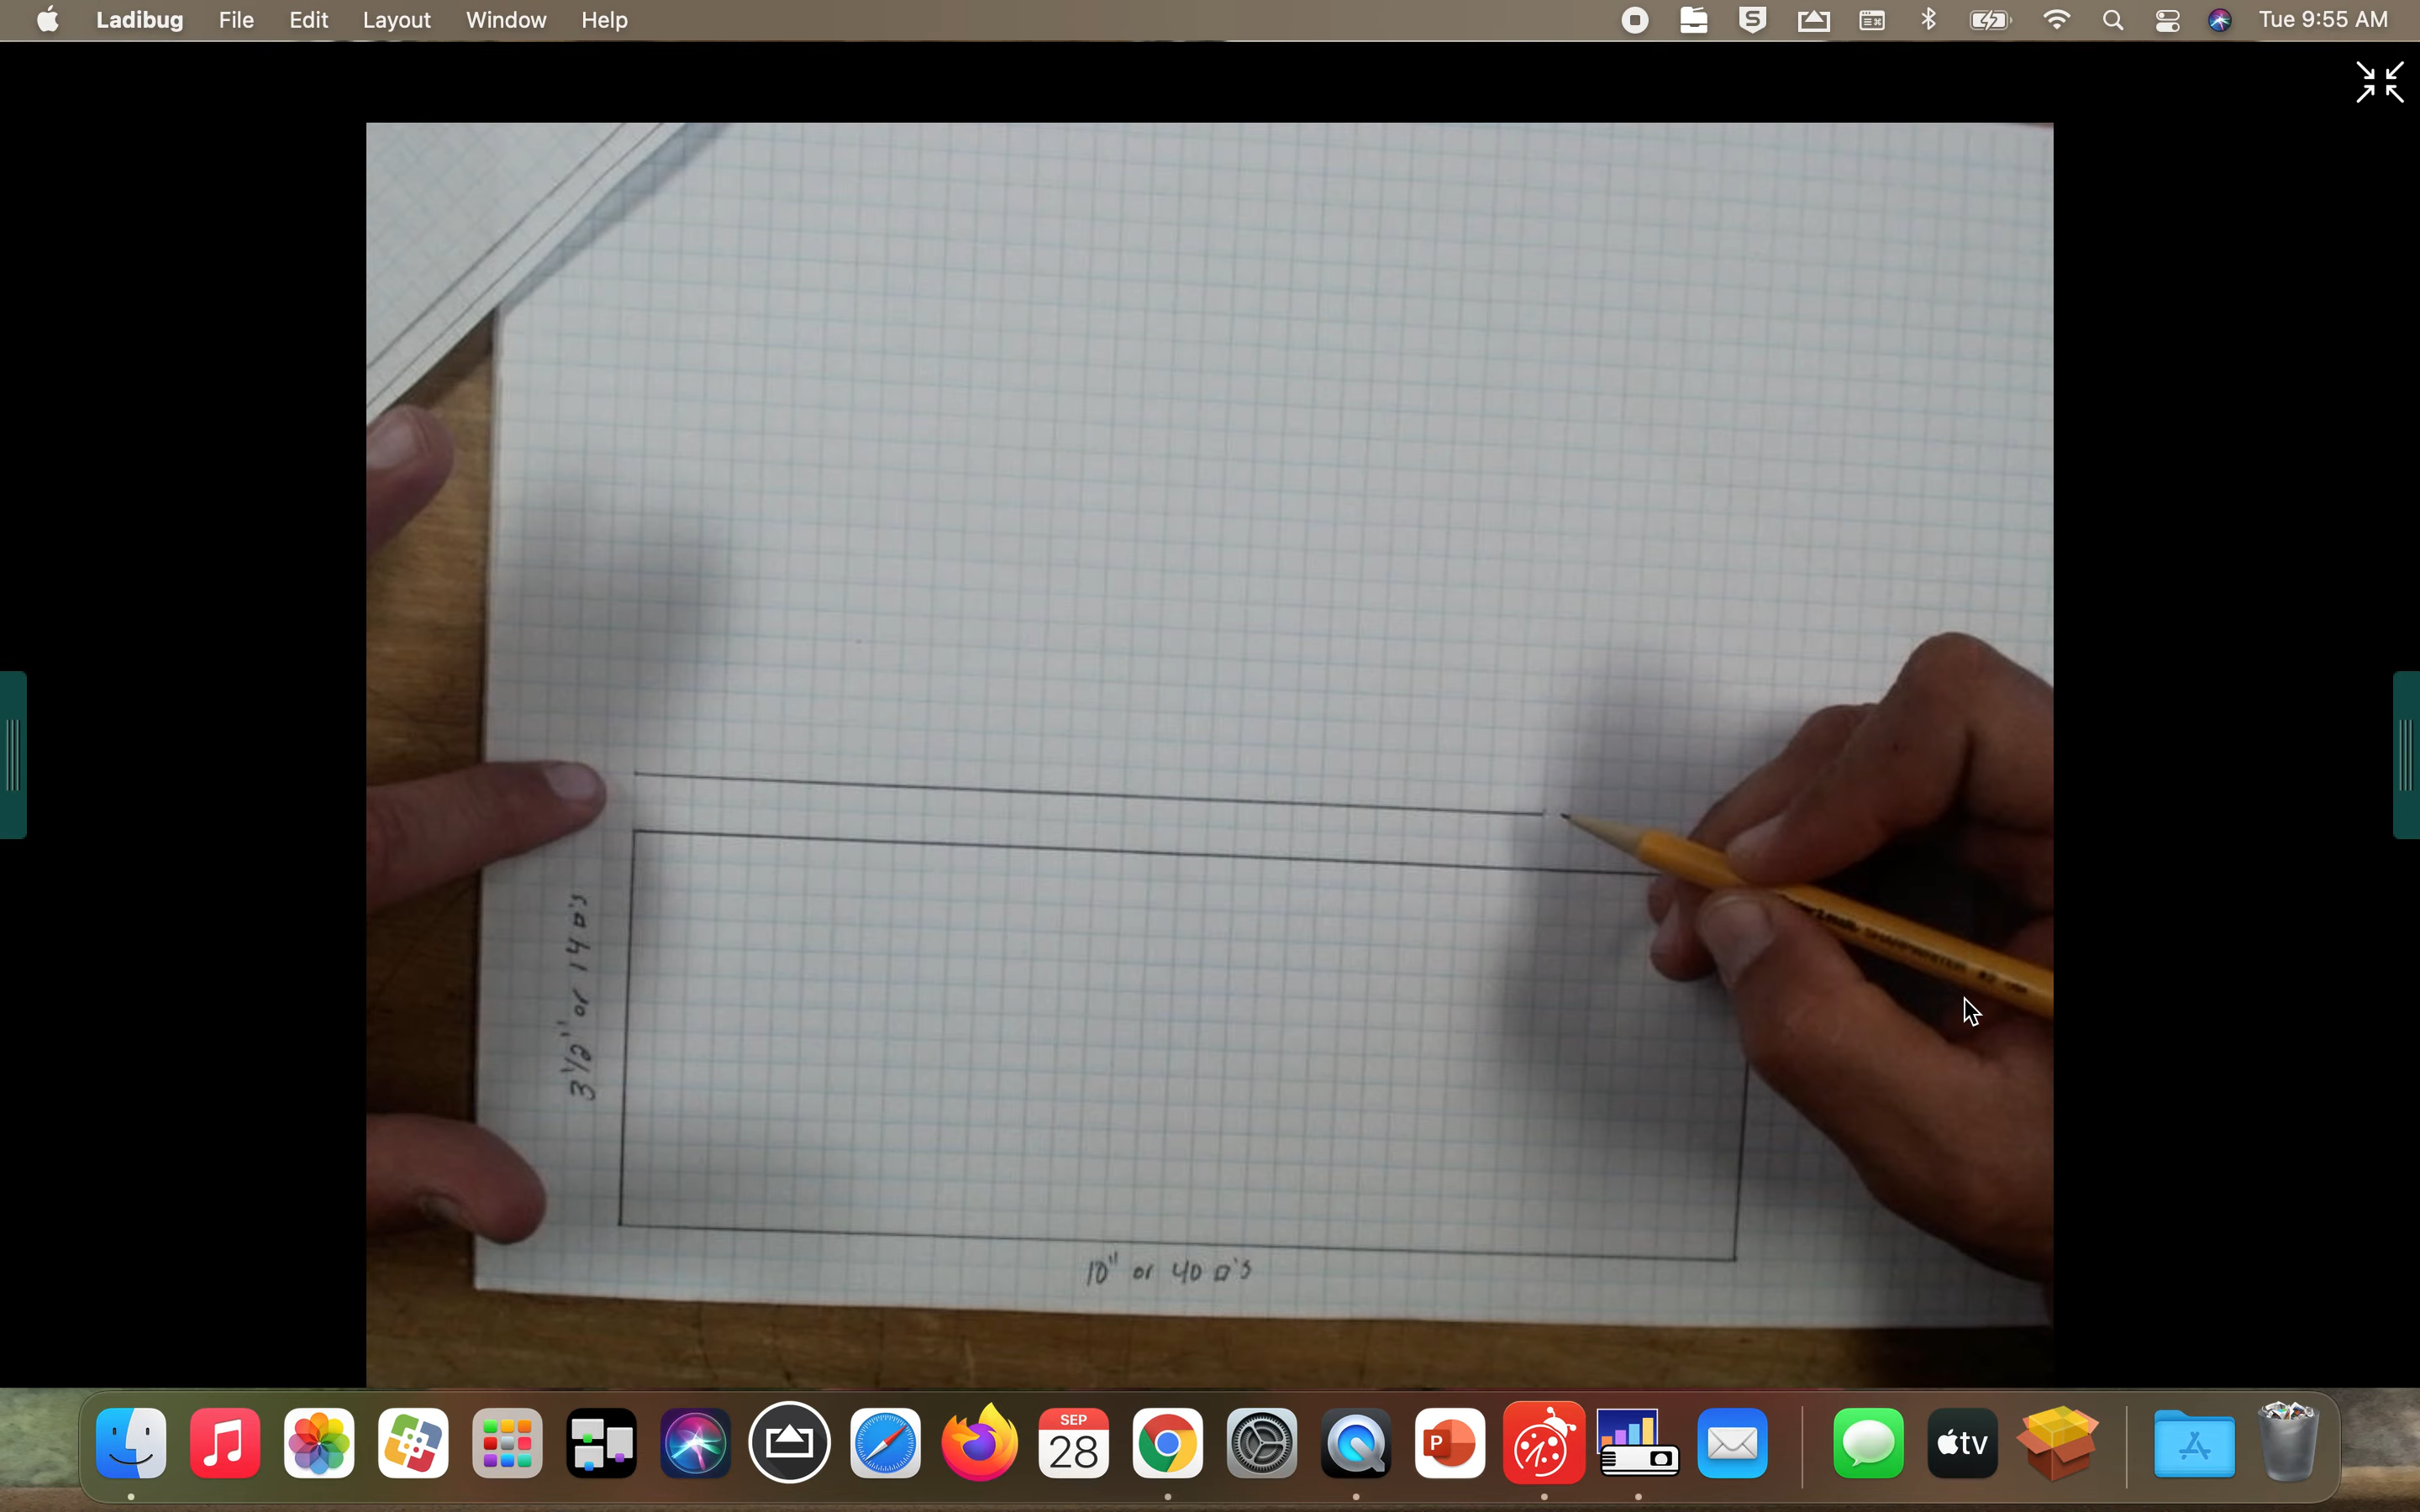 Ladibug File Edit Layout Window Help Tue 9:55 AM
3½" or 14 □'s
10" or 40 □'s
SEP
28
P
tv